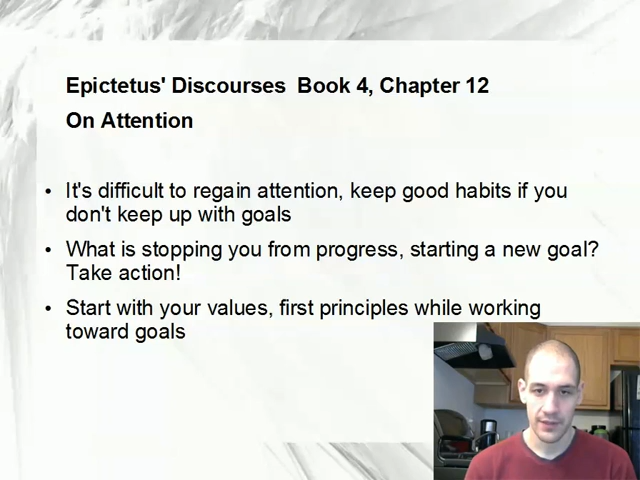 Epictetus' Discourses  Book 4, Chapter 12
On Attention
• It's difficult to regain attention, keep good habits if you
don't keep up with goals
• What is stopping you from progress, starting a new goal?
Take action!
• Start with your values, first principles while working
toward goals